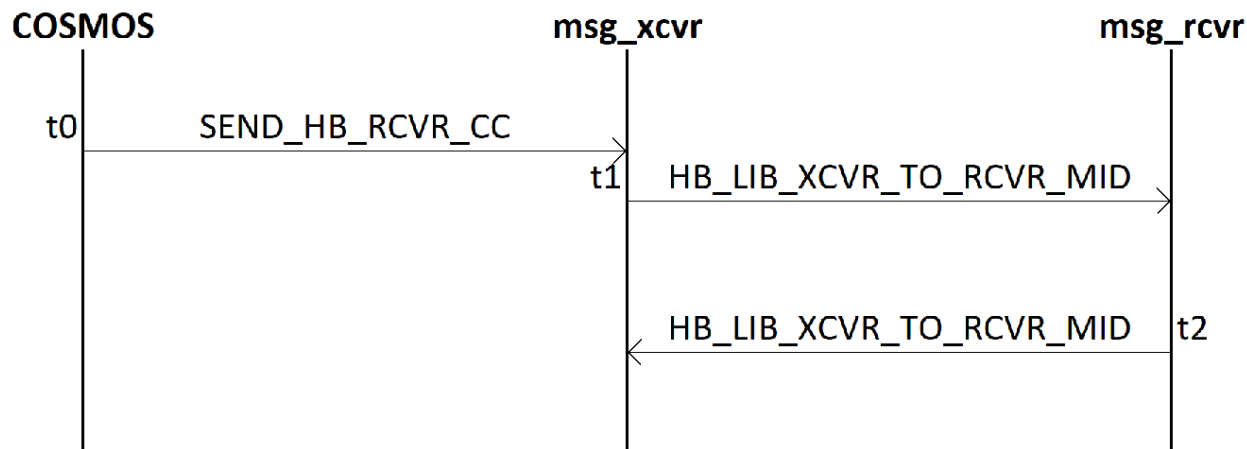 COSMOS msg_xcvr msg_rcvr
t0 SEND_HB_RCVR_CC
t1 HB_LIB_XCVR_TO_RCVR_MID
HB_LIB_XCVR_TO_RCVR_MID t2